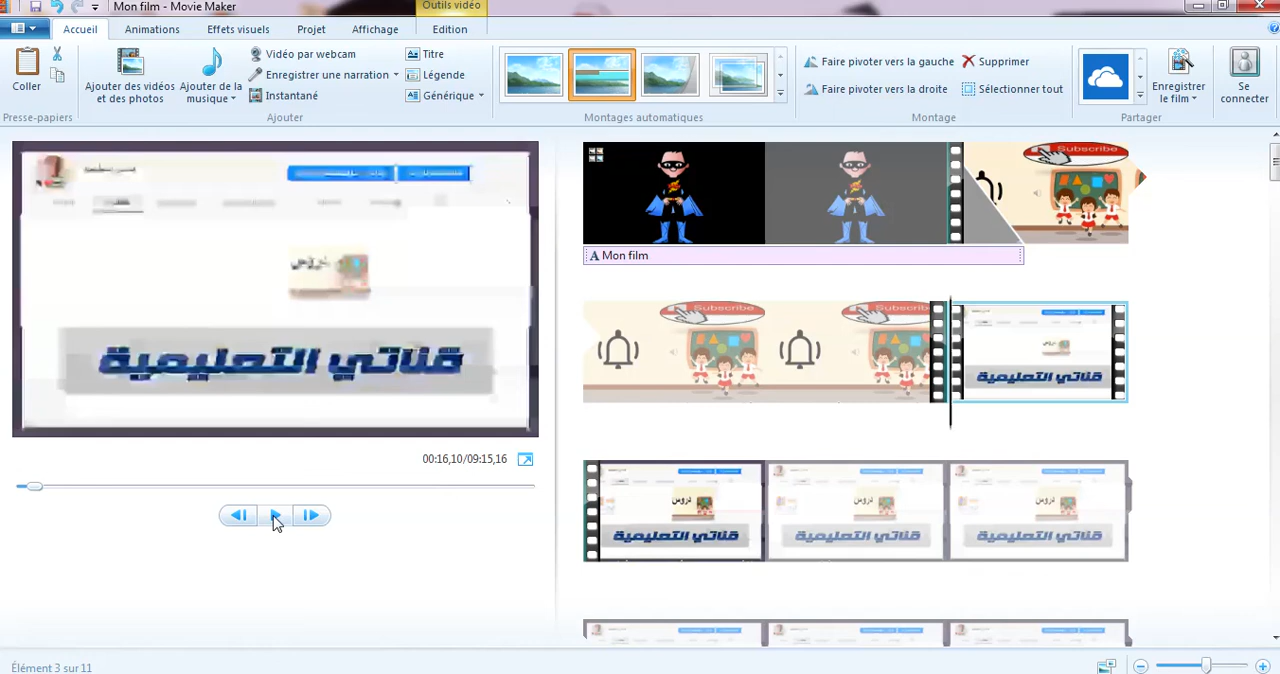 Mon film - Movie Maker
Outils vidéo
Accueil
Animations
Effets visuels
Projet
Affichage
Edition
Coller
Presse-papiers
Ajouter des vidéos
et des photos
Ajouter de la
musique
Vidéo par webcam
Enregistrer une narration
Instantané
Titre
Légende
Générique
Ajouter
Montages automatiques
Faire pivoter vers la gauche
Faire pivoter vers la droite
Supprimer
Sélectionner tout
Montage
Enregistrer
le film
Partager
Se
connecter
دروس
قناتي التعليمية
00:16,10/09:15,16
Subscribe
A Mon film
Subscribe
Subscribe
قناتي التعليمية
دروس
دروس
دروس
قناتي التعليمية
قناتي التعليمية
قناتي التعليمية
Élément 3 sur 11